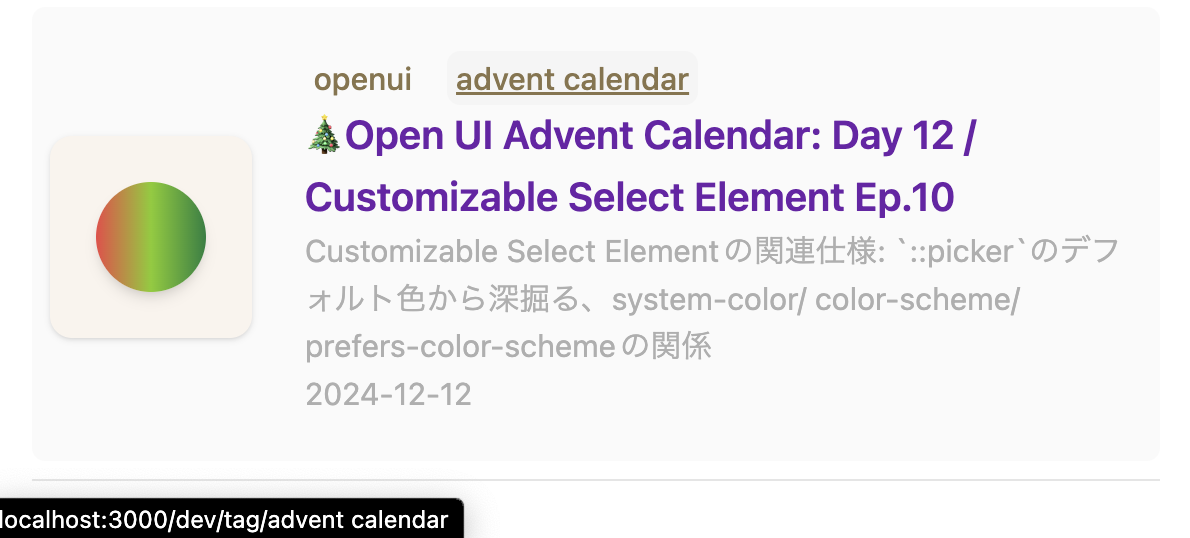 openui advent calendar
🎄Open UI Advent Calendar: Day 12 /
Customizable Select Element Ep.10
Customizable Select Elementの関連仕様: `::picker`のデフ
ォルト色から深掘る、system-color/ color-scheme/
prefers-color-schemeの関係
2024-12-12
localhost:3000/dev/tag/advent calendar